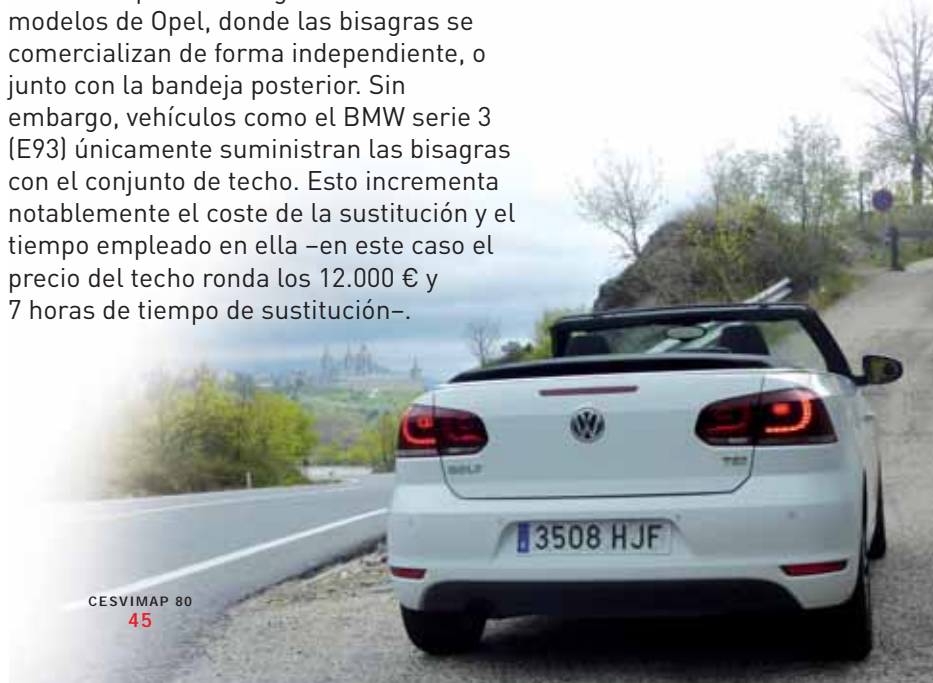 modelos de Opel, donde las bisagras se
comercializan de forma independiente, o
junto con la bandeja posterior. Sin
embargo, vehículos como el BMW serie 3
(E93) únicamente suministran las bisagras
con el conjunto de techo. Esto incrementa
notablemente el coste de la sustitución y el
tiempo empleado en ella –en este caso el
precio del techo ronda los 12.000 € y
7 horas de tiempo de sustitución–.
GOLF
TSI
3508 HJF
CESVIMAP 80
45